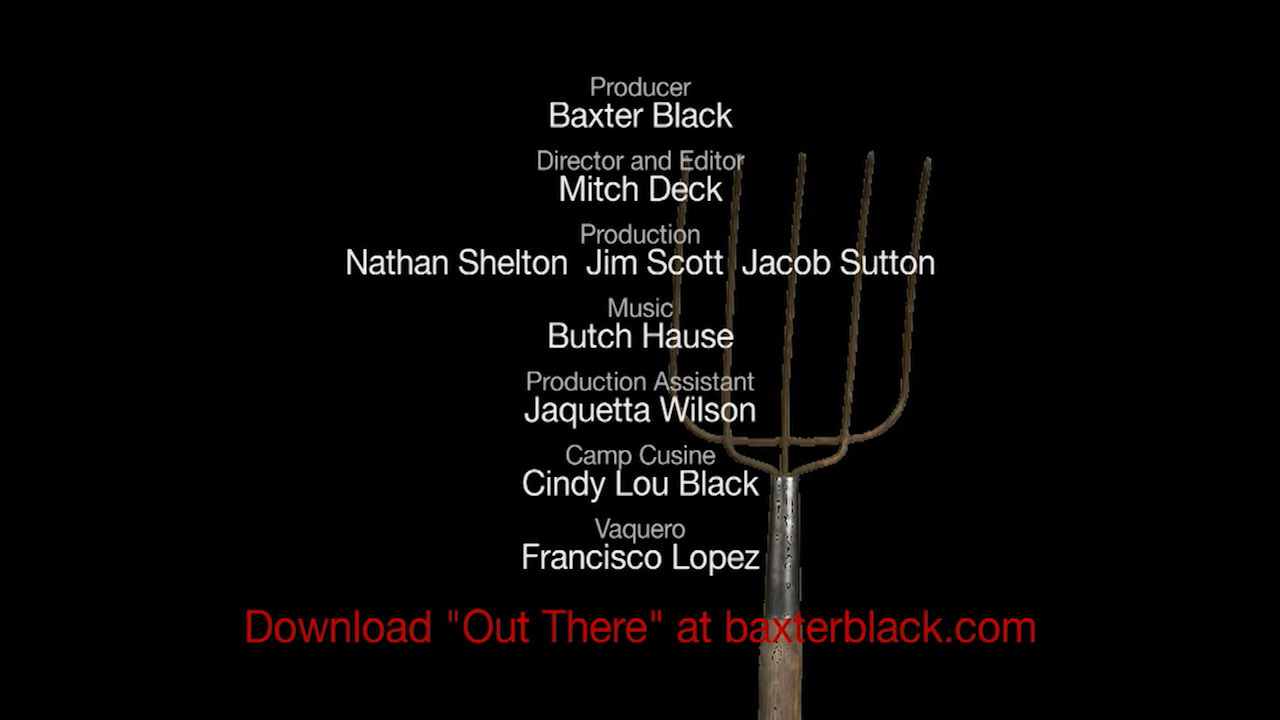 Producer
Baxter Black
Director and Editor
Mitch Deck
Production
Nathan Shelton  Jim Scott  Jacob Sutton
Music
Butch Hause
Production Assistant
Jaquetta Wilson
Camp Cusine
Cindy Lou Black
Vaquero
Francisco Lopez
Download "Out There" at baxterblack.com